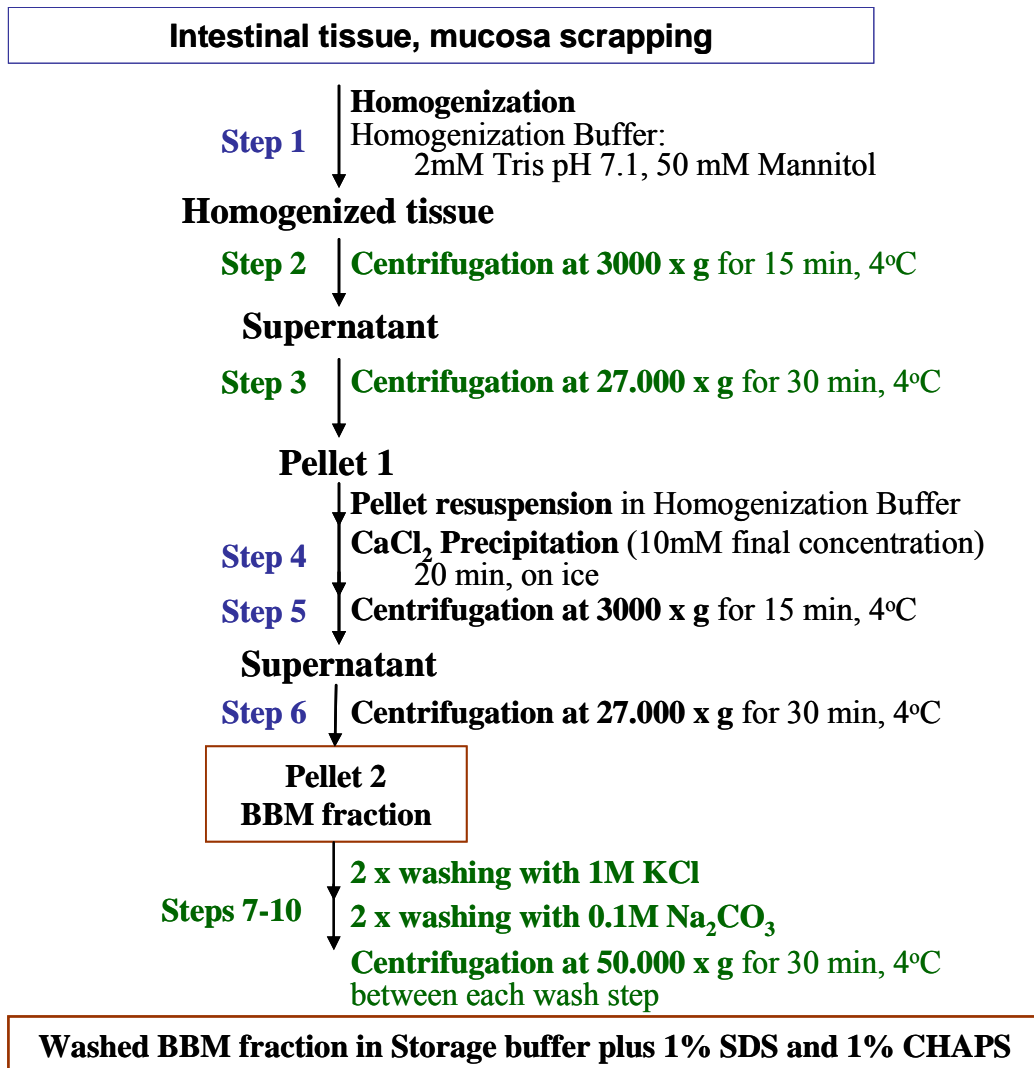 Intestinal tissue, mucosa scrapping
Homogenization
Step 1
Homogenization Buffer:
2mM Tris pH 7.1, 50 mM Mannitol
Homogenized tissue
Step 2
Centrifugation at 3000 x g for 15 min, 4ºC
Supernatant
Step 3
Centrifugation at 27.000 x g for 30 min, 4ºC
Pellet 1
Pellet resuspension in Homogenization Buffer
Step 4
CaCl₂ Precipitation (10mM final concentration)
20 min, on ice
Step 5
Centrifugation at 3000 x g for 15 min, 4ºC
Supernatant
Step 6
Centrifugation at 27.000 x g for 30 min, 4ºC
Pellet 2
BBM fraction
2 x washing with 1M KCl
Steps 7-10
2 x washing with 0.1M Na₂CO₃
Centrifugation at 50.000 x g for 30 min, 4ºC
between each wash step
Washed BBM fraction in Storage buffer plus 1% SDS and 1% CHAPS